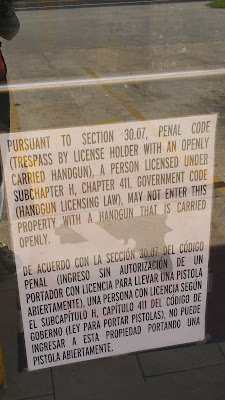 PURSUANT TO SECTION 30.07, PENAL CODE
(TRESPASS BY LICENSE HOLDER WITH AN OPENLY
CARRIED HANDGUN), A PERSON LICENSED UNDER
SUBCHAPTER H, CHAPTER 411, GOVERNMENT CODE
(HANDGUN LICENSING LAW), MAY NOT ENTER THIS
PROPERTY WITH A HANDGUN THAT IS CARRIED
OPENLY.
DE ACUERDO CON LA SECCIÓN 30.07 DEL CÓDIGO
PENAL (INGRESO SIN AUTORIZACIÓN DE UN
PORTADOR CON LICENCIA PARA LLEVAR UNA PISTOLA
ABIERTAMENTE), UNA PERSONA CON LICENCIA SEGÚN
EL SUBCAPÍTULO H, CAPÍTULO 411 DEL CÓDIGO DE
GOBIERNO (LEY PARA PORTAR PISTOLAS), NO PUEDE
INGRESAR A ESTA PROPIEDAD PORTANDO UNA
PISTOLA ABIERTAMENTE.